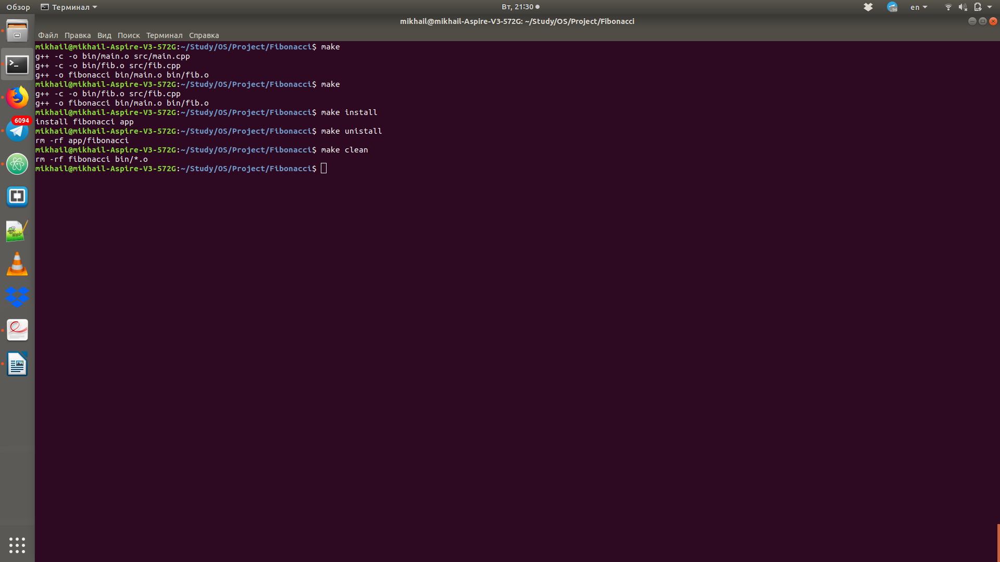 Обзор Терминал Вт, 21:30 94 en
mikhail@mikhail-Aspire-V3-572G: ~/Study/OS/Project/Fibonacci
Файл Правка Вид Поиск Терминал Справка
mikhail@mikhail-Aspire-V3-572G:~/Study/OS/Project/Fibonacci$ make
g++ -c -o bin/main.o src/main.cpp
g++ -c -o bin/fib.o src/fib.cpp
g++ -o fibonacci bin/main.o bin/fib.o
mikhail@mikhail-Aspire-V3-572G:~/Study/OS/Project/Fibonacci$ make
g++ -c -o bin/fib.o src/fib.cpp
g++ -o fibonacci bin/main.o bin/fib.o
mikhail@mikhail-Aspire-V3-572G:~/Study/OS/Project/Fibonacci$ make install
install fibonacci app
mikhail@mikhail-Aspire-V3-572G:~/Study/OS/Project/Fibonacci$ make unistall
rm -rf app/fibonacci
mikhail@mikhail-Aspire-V3-572G:~/Study/OS/Project/Fibonacci$ make clean
rm -rf fibonacci bin/*.o
mikhail@mikhail-Aspire-V3-572G:~/Study/OS/Project/Fibonacci$
6094